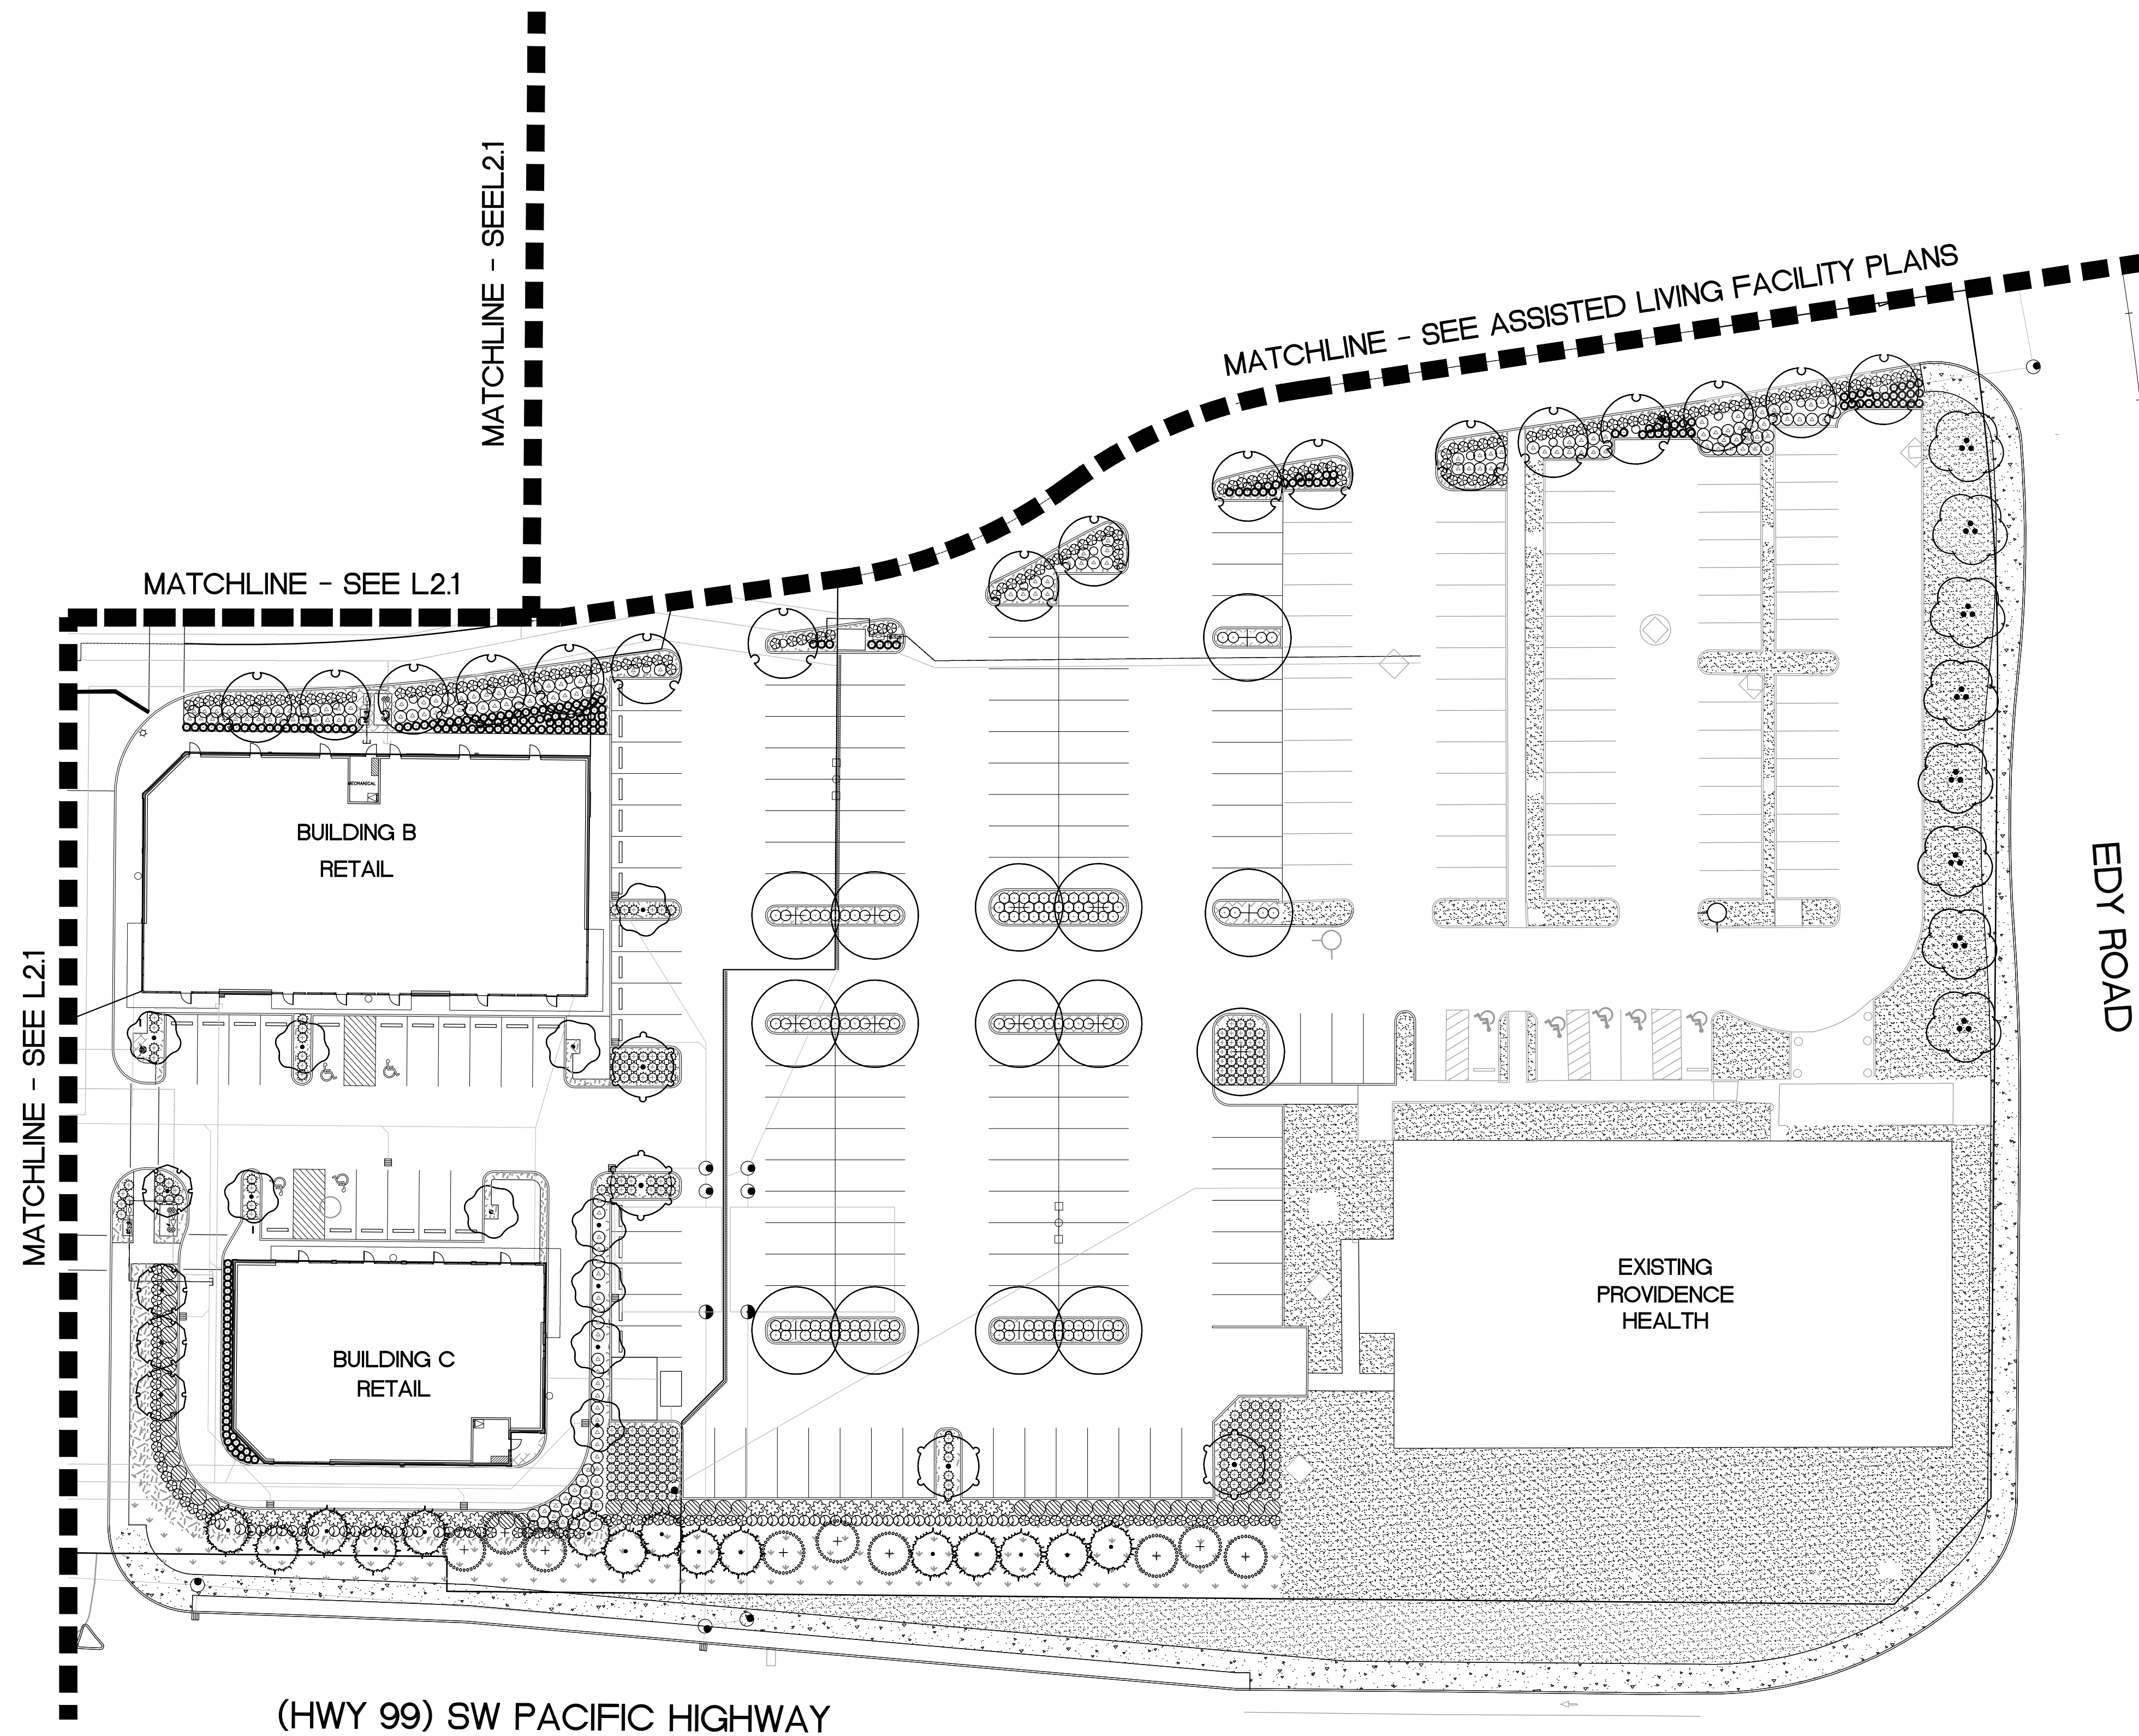 MATCHLINE - SEEL2.1
MATCHLINE - SEE ASSISTED LIVING FACILITY PLANS
MATCHLINE - SEE L2.1
MECHANICAL
BUILDING B
RETAIL
EDY ROAD
MATCHLINE - SEE L2.1
EXISTING
PROVIDENCE
HEALTH
BUILDING C
RETAIL
(HWY 99) SW PACIFIC HIGHWAY